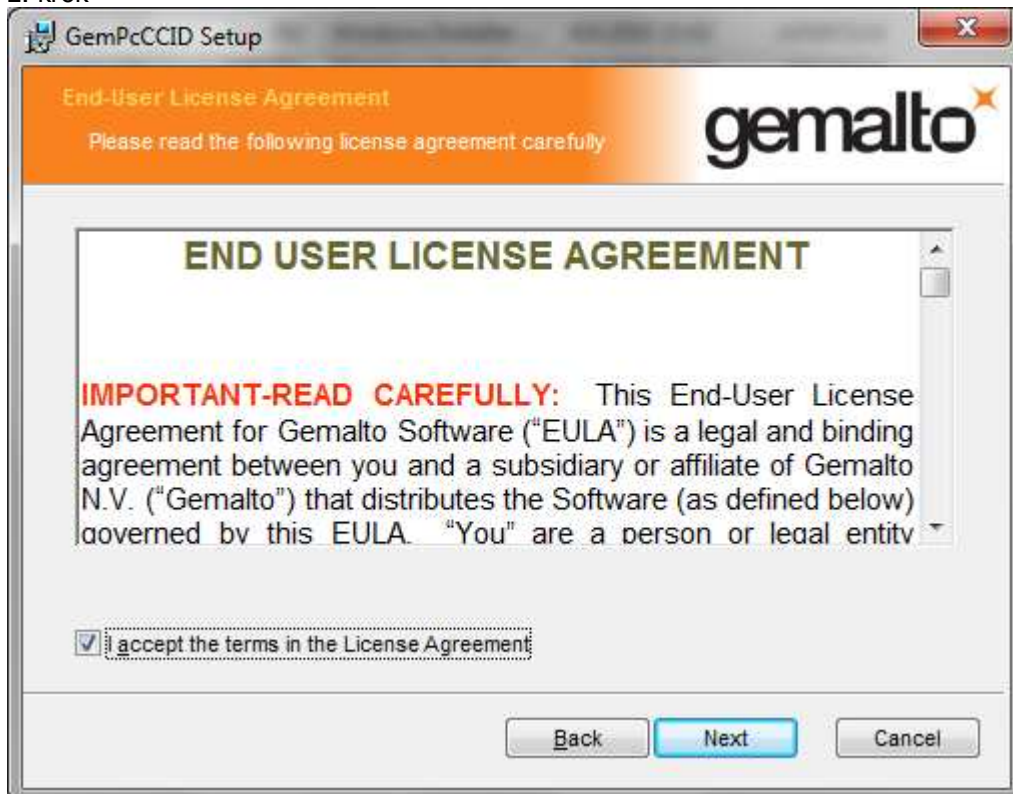 GemPcCCID Setup
End-User License Agreement
Please read the following license agreement carefully
gemalto
END USER LICENSE AGREEMENT
IMPORTANT-READ CAREFULLY: This End-User License
Agreement for Gemalto Software (“EULA”) is a legal and binding
agreement between you and a subsidiary or affiliate of Gemalto
N.V. (“Gemalto”) that distributes the Software (as defined below)
governed by this EULA. “You” are a person or legal entity
I accept the terms in the License Agreement
Back Next Cancel